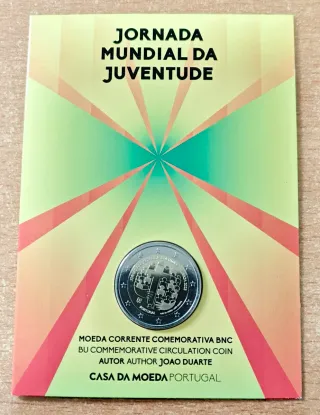 JORNADA
MUNDIAL DA
JUVENTUDE
MOEDA CORRENTE COMEMORATIVA BNC
BU COMMEMORATIVE CIRCULATION COIN
AUTOR AUTHOR JOAO DUARTE
CASA DA MOEDA PORTUGAL